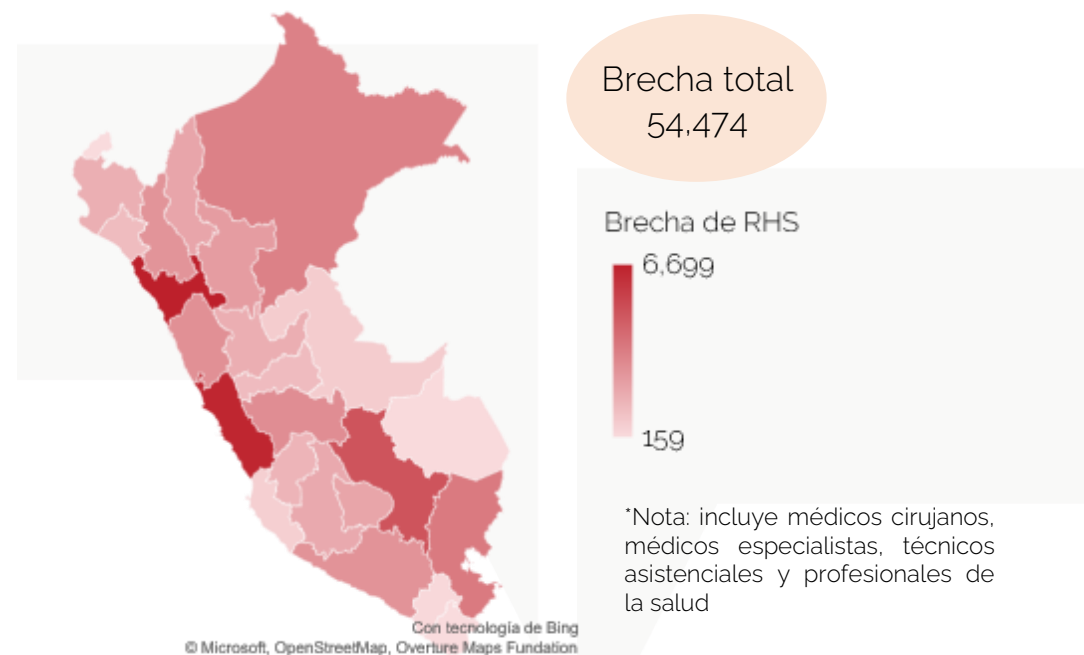 Brecha total
54,474
Brecha de RHS
6,699
159
*Nota: incluye médicos cirujanos,
médicos especialistas, técnicos
asistenciales y profesionales de
la salud
Con tecnología de Bing
© Microsoft, OpenStreetMap, Overture Maps Fundation